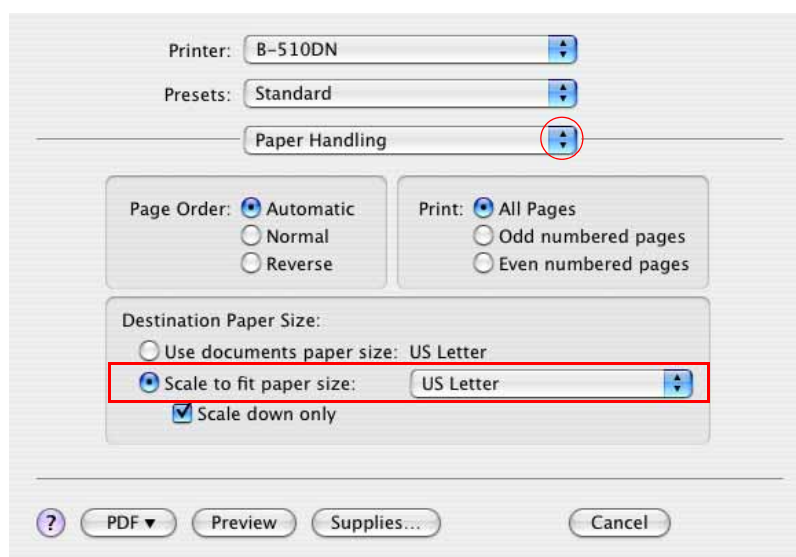 Printer: B-510DN
Presets: Standard
Paper Handling
Page Order: Automatic
Normal
Reverse
Print: All Pages
Odd numbered pages
Even numbered pages
Destination Paper Size:
Use documents paper size: US Letter
Scale to fit paper size: US Letter
Scale down only
? PDF ▼ Preview Supplies... Cancel